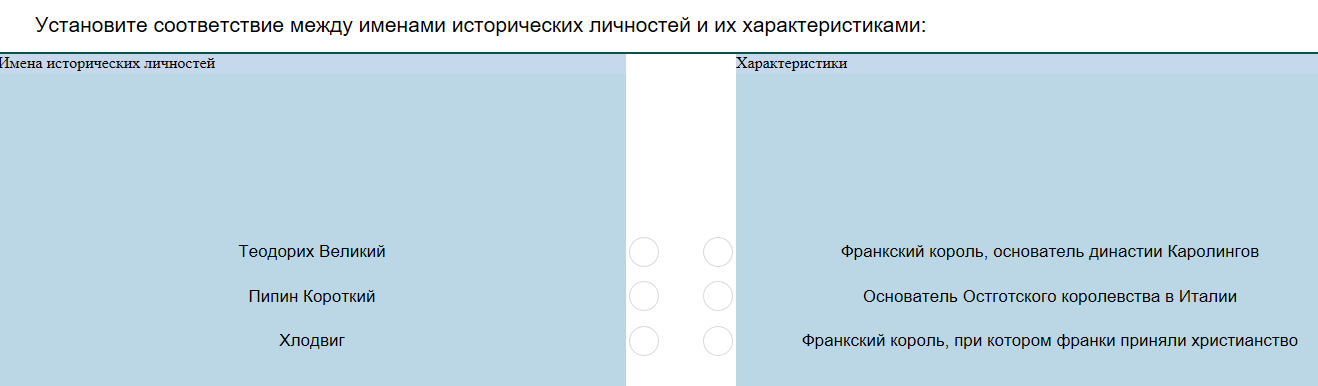 Установите соответствие между именами исторических личностей и их характеристиками:
Имена исторических личностей
Характеристики
Теодорих Великий
Франкский король, основатель династии Каролингов
Пипин Короткий
Основатель Остготского королевства в Италии
Хлодвиг
Франкский король, при котором франки приняли христианство